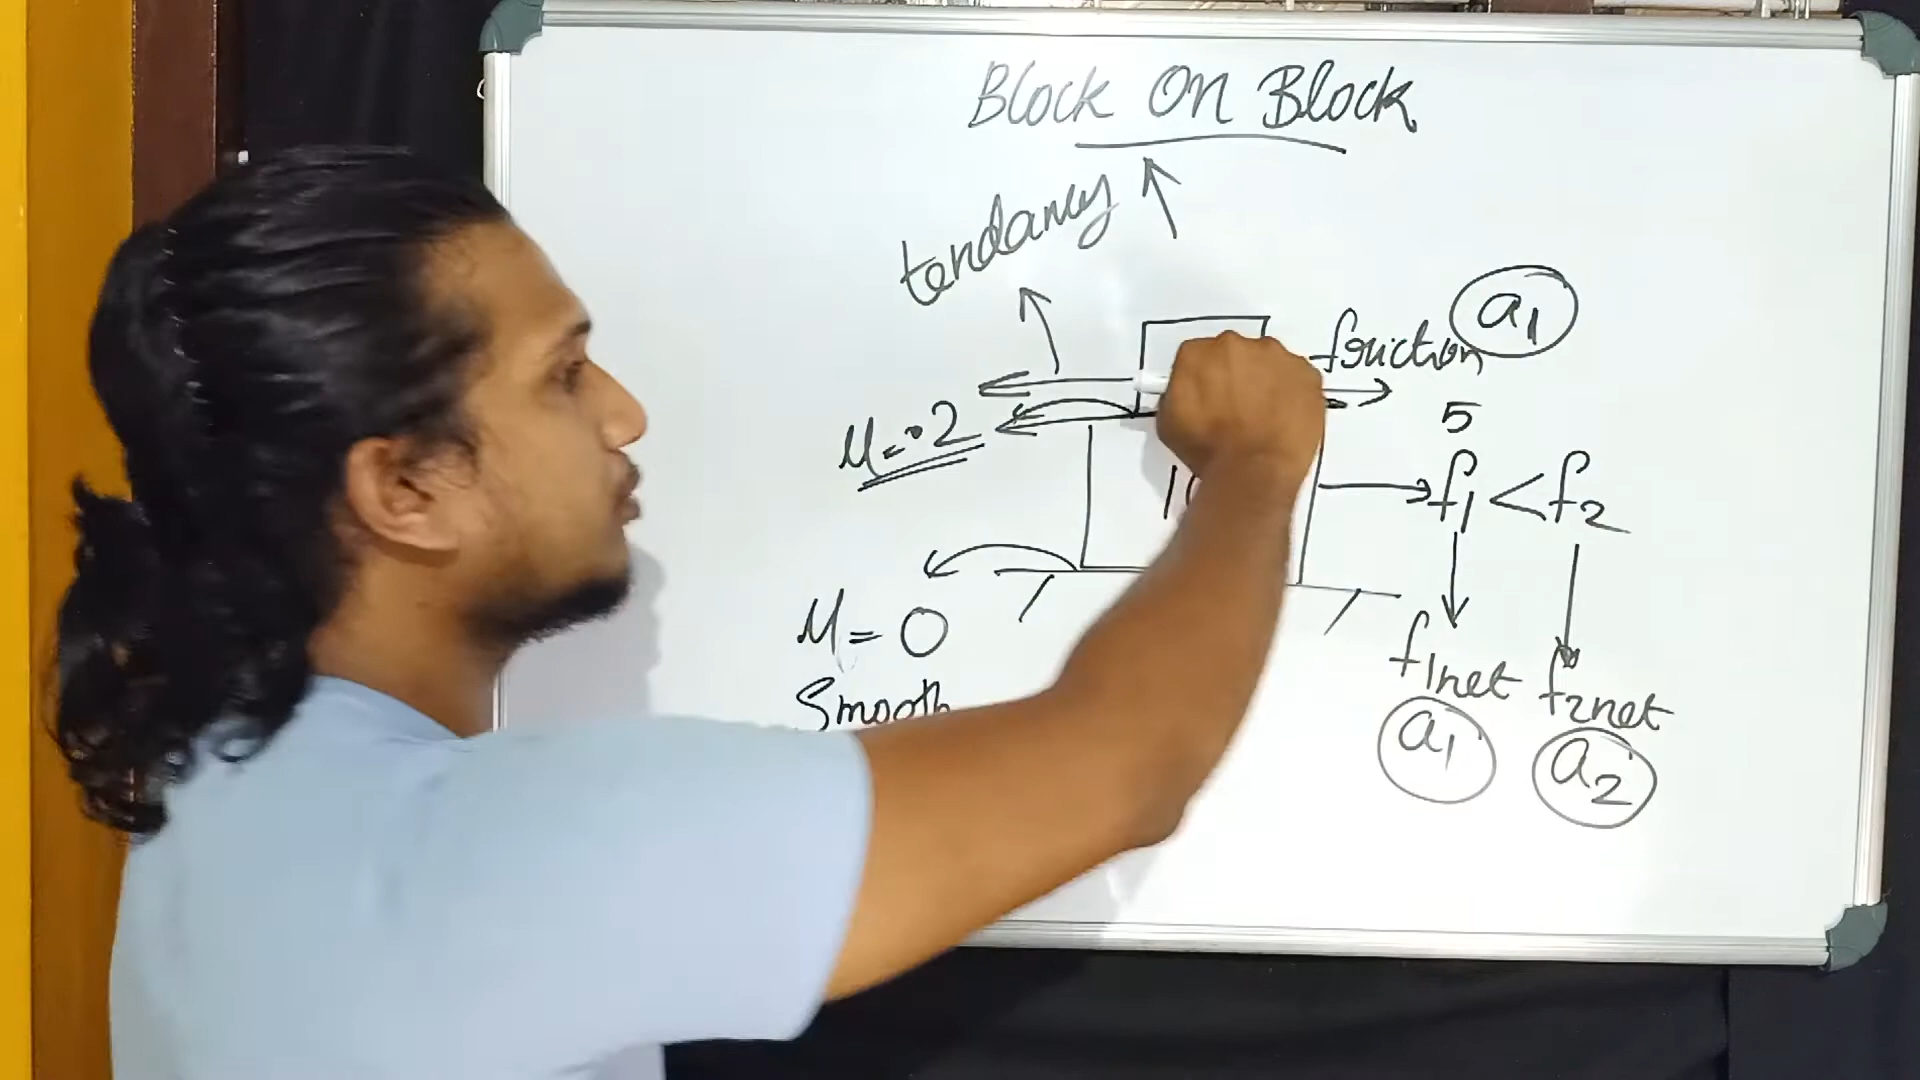 Block On Block
tendancy
a1
friction
μ=.2
5
f1 < f2
μ= 0
f1net f2net
Smooth
a1 a2